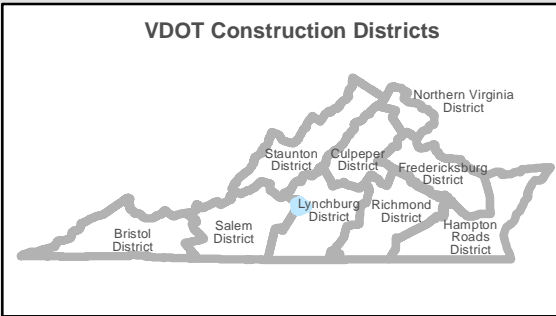 VDOT Construction Districts
Northern Virginia
District
Staunton
District
Culpeper
District
Fredericksburg
District
Lynchburg
District
Richmond
District
Hampton
Roads
District
Salem
District
Bristol
District